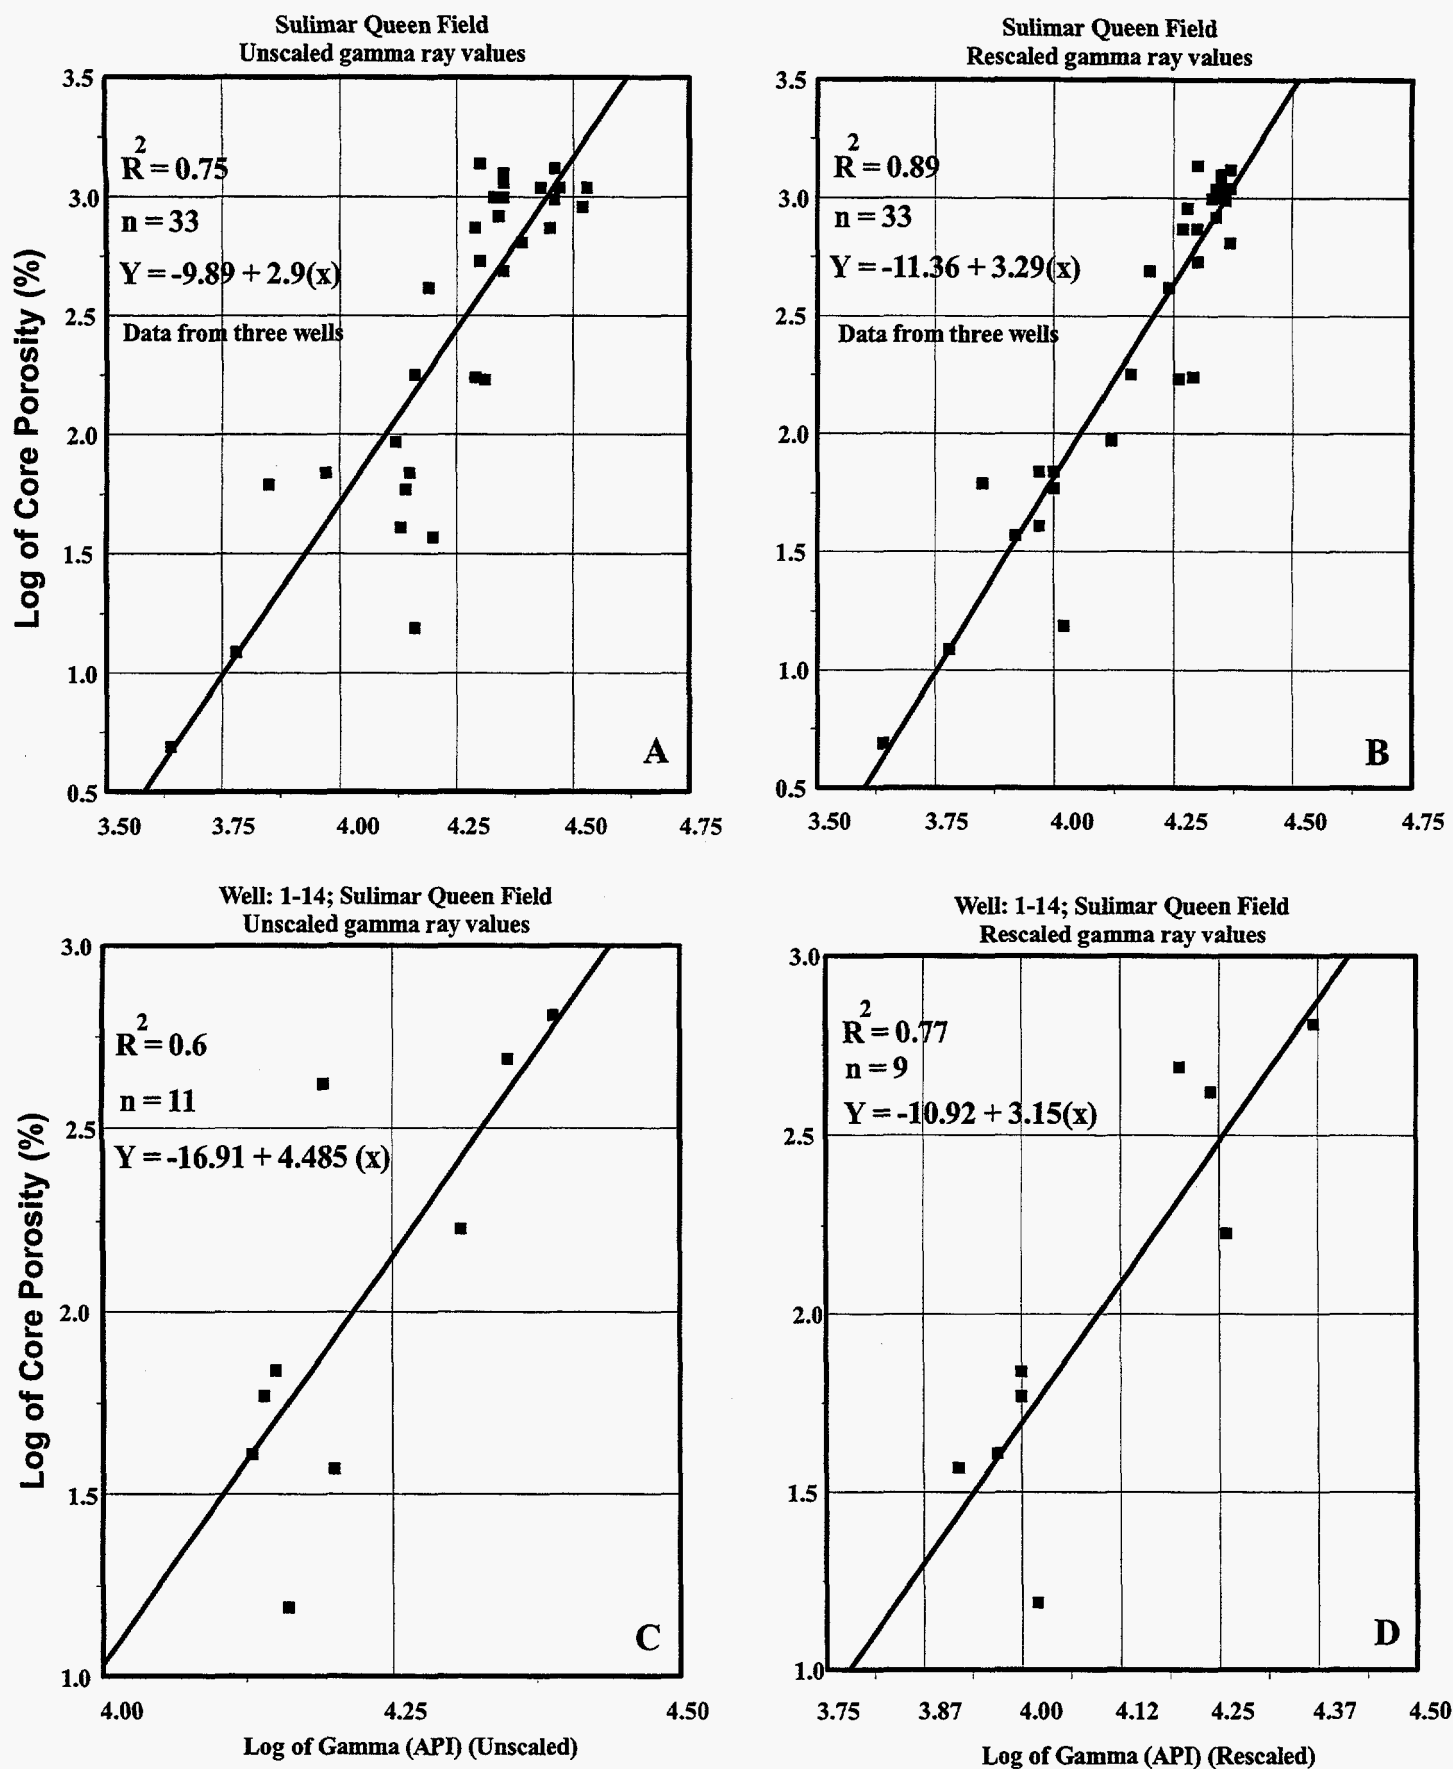 Sulimar Queen Field
Unscaled gamma ray values
3.5
3.0
2.5
2.0
1.5
1.0
0.5
R2 = 0.75
n = 33
Y = -9.89 + 2.9(x)
Data from three wells
A
3.50 3.75 4.00 4.25 4.50 4.75
Log of Core Porosity (%)
Sulimar Queen Field
Rescaled gamma ray values
3.5
3.0
2.5
2.0
1.5
1.0
0.5
R2 = 0.89
n = 33
Y = -11.36 + 3.29(x)
Data from three wells
B
3.50 3.75 4.00 4.25 4.50 4.75
Well: 1-14; Sulimar Queen Field
Unscaled gamma ray values
3.0
2.5
2.0
1.5
1.0
R2 = 0.6
n = 11
Y = -16.91 + 4.485 (x)
C
4.00 4.25 4.50
Log of Gamma (API) (Unscaled)
Log of Core Porosity (%)
Well: 1-14; Sulimar Queen Field
Rescaled gamma ray values
3.0
2.5
2.0
1.5
1.0
R2 = 0.77
n = 9
Y = -10.92 + 3.15(x)
D
3.75 3.87 4.00 4.12 4.25 4.37 4.50
Log of Gamma (API) (Rescaled)